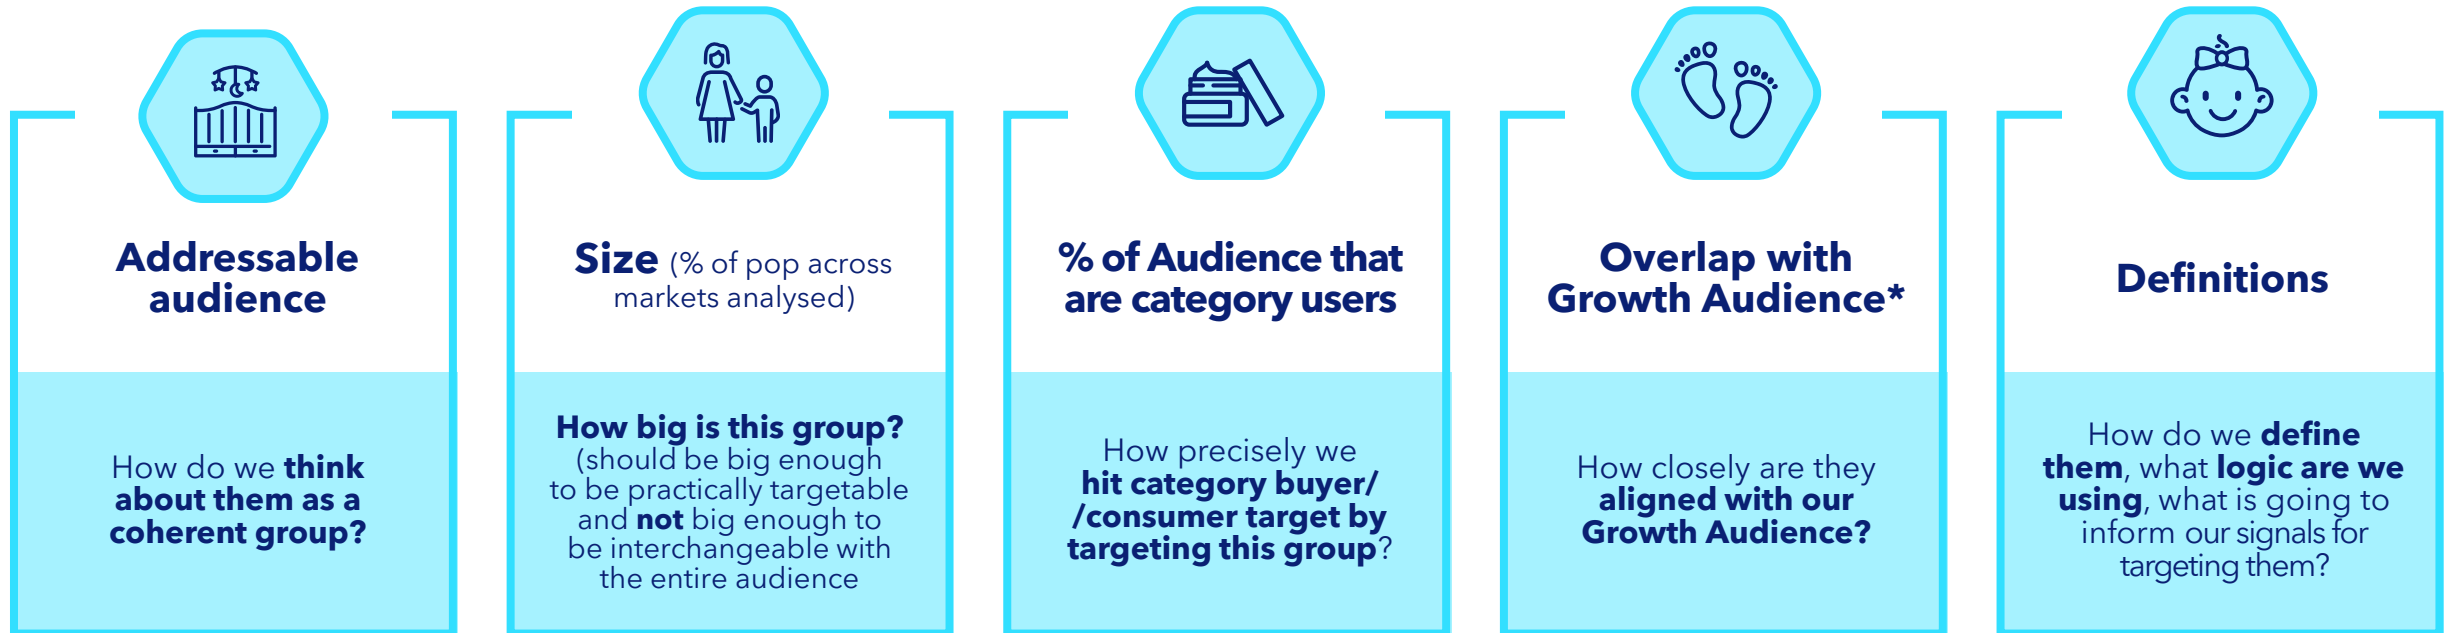 Addressable
audience
How do we think
about them as a
coherent group?
Size (% of pop across
markets analysed)
How big is this group?
(should be big enough
to be practically targetable
and not big enough to
be interchangeable with
the entire audience
% of Audience that
are category users
How precisely we
hit category buyer/
/consumer target by
targeting this group?
Overlap with
Growth Audience*
How closely are they
aligned with our
Growth Audience?
Definitions
How do we define
them, what logic are we
using, what is going to
inform our signals for
targeting them?